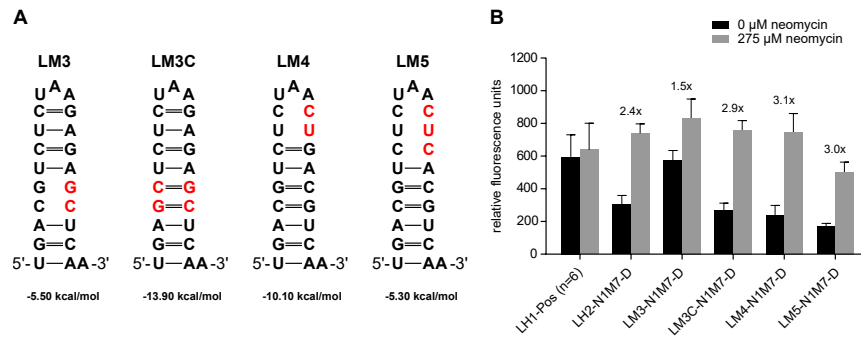 A
B
LM3 LM3C LM4 LM5
A A A A A A A A
U A U A U A U A
C G C G C C C C
U A U A U U U U
C G C G C G C C
U A U A U A U A
G G C G G C G C
C C G C C G C G
A U A U A U A U
G C G C G C G C
5'-U AA-3' 5'-U AA-3' 5'-U AA-3' 5'-U AA-3'
-5.50 kcal/mol -13.90 kcal/mol -10.10 kcal/mol -5.30 kcal/mol
0 µM neomycin
275 µM neomycin
relative fluorescence units
1200
1000
800
600
400
200
0
2.4x
1.5x
2.9x
3.1x
3.0x
LH1-Pos (n=6)
LH2-N1M7-D
LM3-N1M7-D
LM3C-N1M7-D
LM4-N1M7-D
LM5-N1M7-D